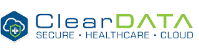 ClearDATA
SECURE • HEALTHCARE • CLOUD